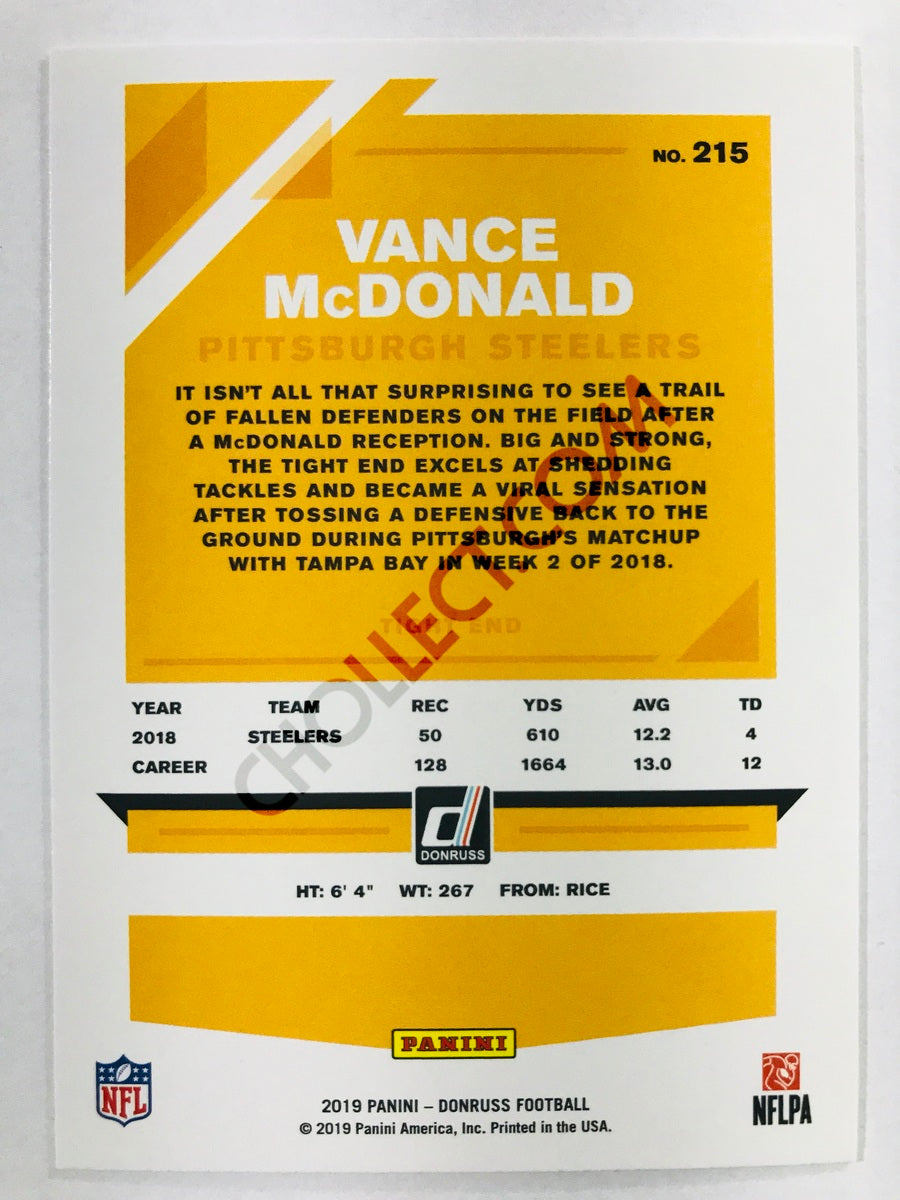 NO. 215
VANCE
McDONALD
PITTSBURGH STEELERS
IT ISN'T ALL THAT SURPRISING TO SEE A TRAIL
OF FALLEN DEFENDERS ON THE FIELD AFTER
A McDONALD RECEPTION. BIG AND STRONG,
THE TIGHT END EXCELS AT SHEDDING
TACKLES AND BECAME A VIRAL SENSATION
AFTER TOSSING A DEFENSIVE BACK TO THE
GROUND DURING PITTSBURGH'S MATCHUP
WITH TAMPA BAY IN WEEK 2 OF 2018.
TIGHT END
CHOLLECT.COM
YEAR TEAM REC YDS AVG TD
2018 STEELERS 50 610 12.2 4
CAREER 128 1664 13.0 12
d
DONRUSS
HT: 6' 4" WT: 267 FROM: RICE
PANINI
NFL
NFLPA
2019 PANINI – DONRUSS FOOTBALL
© 2019 Panini America, Inc. Printed in the USA.